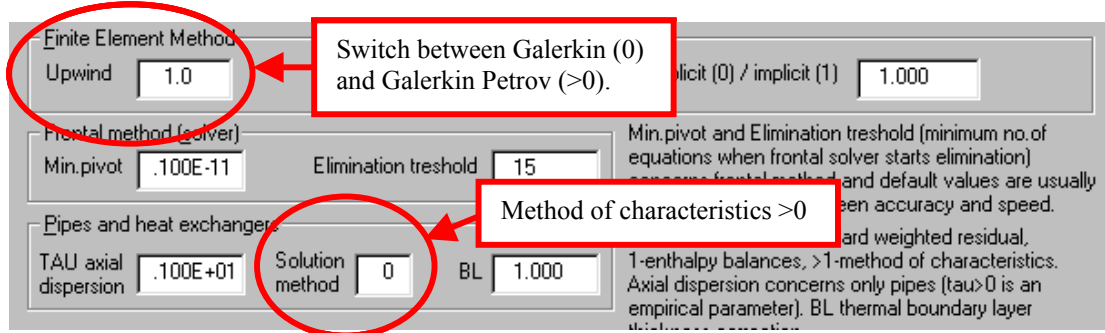 Finite Element Method
Upwind 1.0
Switch between Galerkin (0)
and Galerkin Petrov (>0).
licit (0) / implicit (1) 1.000
Frontal method (solver)
Min.pivot .100E-11 Elimination treshold 15
Min.pivot and Elimination treshold (minimum no.of
equations when frontal solver starts elimination)
concerns frontal method and default values are usually
een accuracy and speed.
Method of characteristics >0
Pipes and heat exchangers
TAU axial
dispersion .100E+01
Solution
method 0
BL 1.000
ard weighted residual,
1-enthalpy balances, >1-method of characteristics.
Axial dispersion concerns only pipes (tau>0 is an
empirical parameter). BL thermal boundary layer
thickness correction